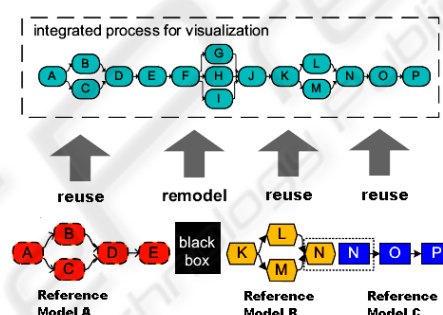 integrated process for visualization
G
B L
A D E F H J K N O P
C M
I
reuse remodel reuse reuse
B L
A D E black box K N N O P
C M
Reference Model A
Reference Model B
Reference Model C